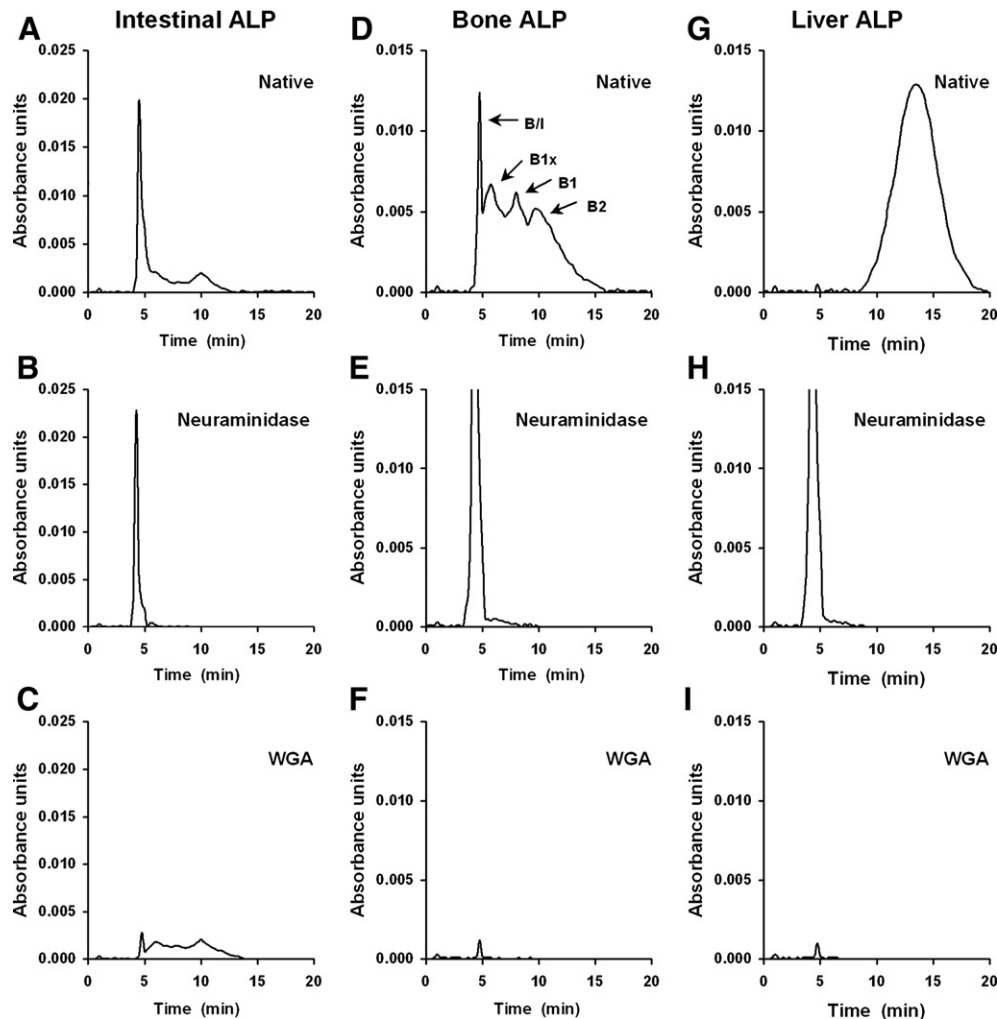 Intestinal ALP
Bone ALP
Liver ALP
A
Native
Absorbance units
0.025
0.020
0.015
0.010
0.005
0.000
0 5 10 15 20
Time (min)
D
Native
B/I
B1x
B1
B2
Absorbance units
0.015
0.010
0.005
0.000
0 5 10 15 20
Time (min)
G
Native
Absorbance units
0.015
0.010
0.005
0.000
0 5 10 15 20
Time (min)
B
Neuraminidase
Absorbance units
0.025
0.020
0.015
0.010
0.005
0.000
0 5 10 15 20
Time (min)
E
Neuraminidase
Absorbance units
0.015
0.010
0.005
0.000
0 5 10 15 20
Time (min)
H
Neuraminidase
Absorbance units
0.015
0.010
0.005
0.000
0 5 10 15 20
Time (min)
C
WGA
Absorbance units
0.025
0.020
0.015
0.010
0.005
0.000
0 5 10 15 20
Time (min)
F
WGA
Absorbance units
0.015
0.010
0.005
0.000
0 5 10 15 20
Time (min)
I
WGA
Absorbance units
0.015
0.010
0.005
0.000
0 5 10 15 20
Time (min)